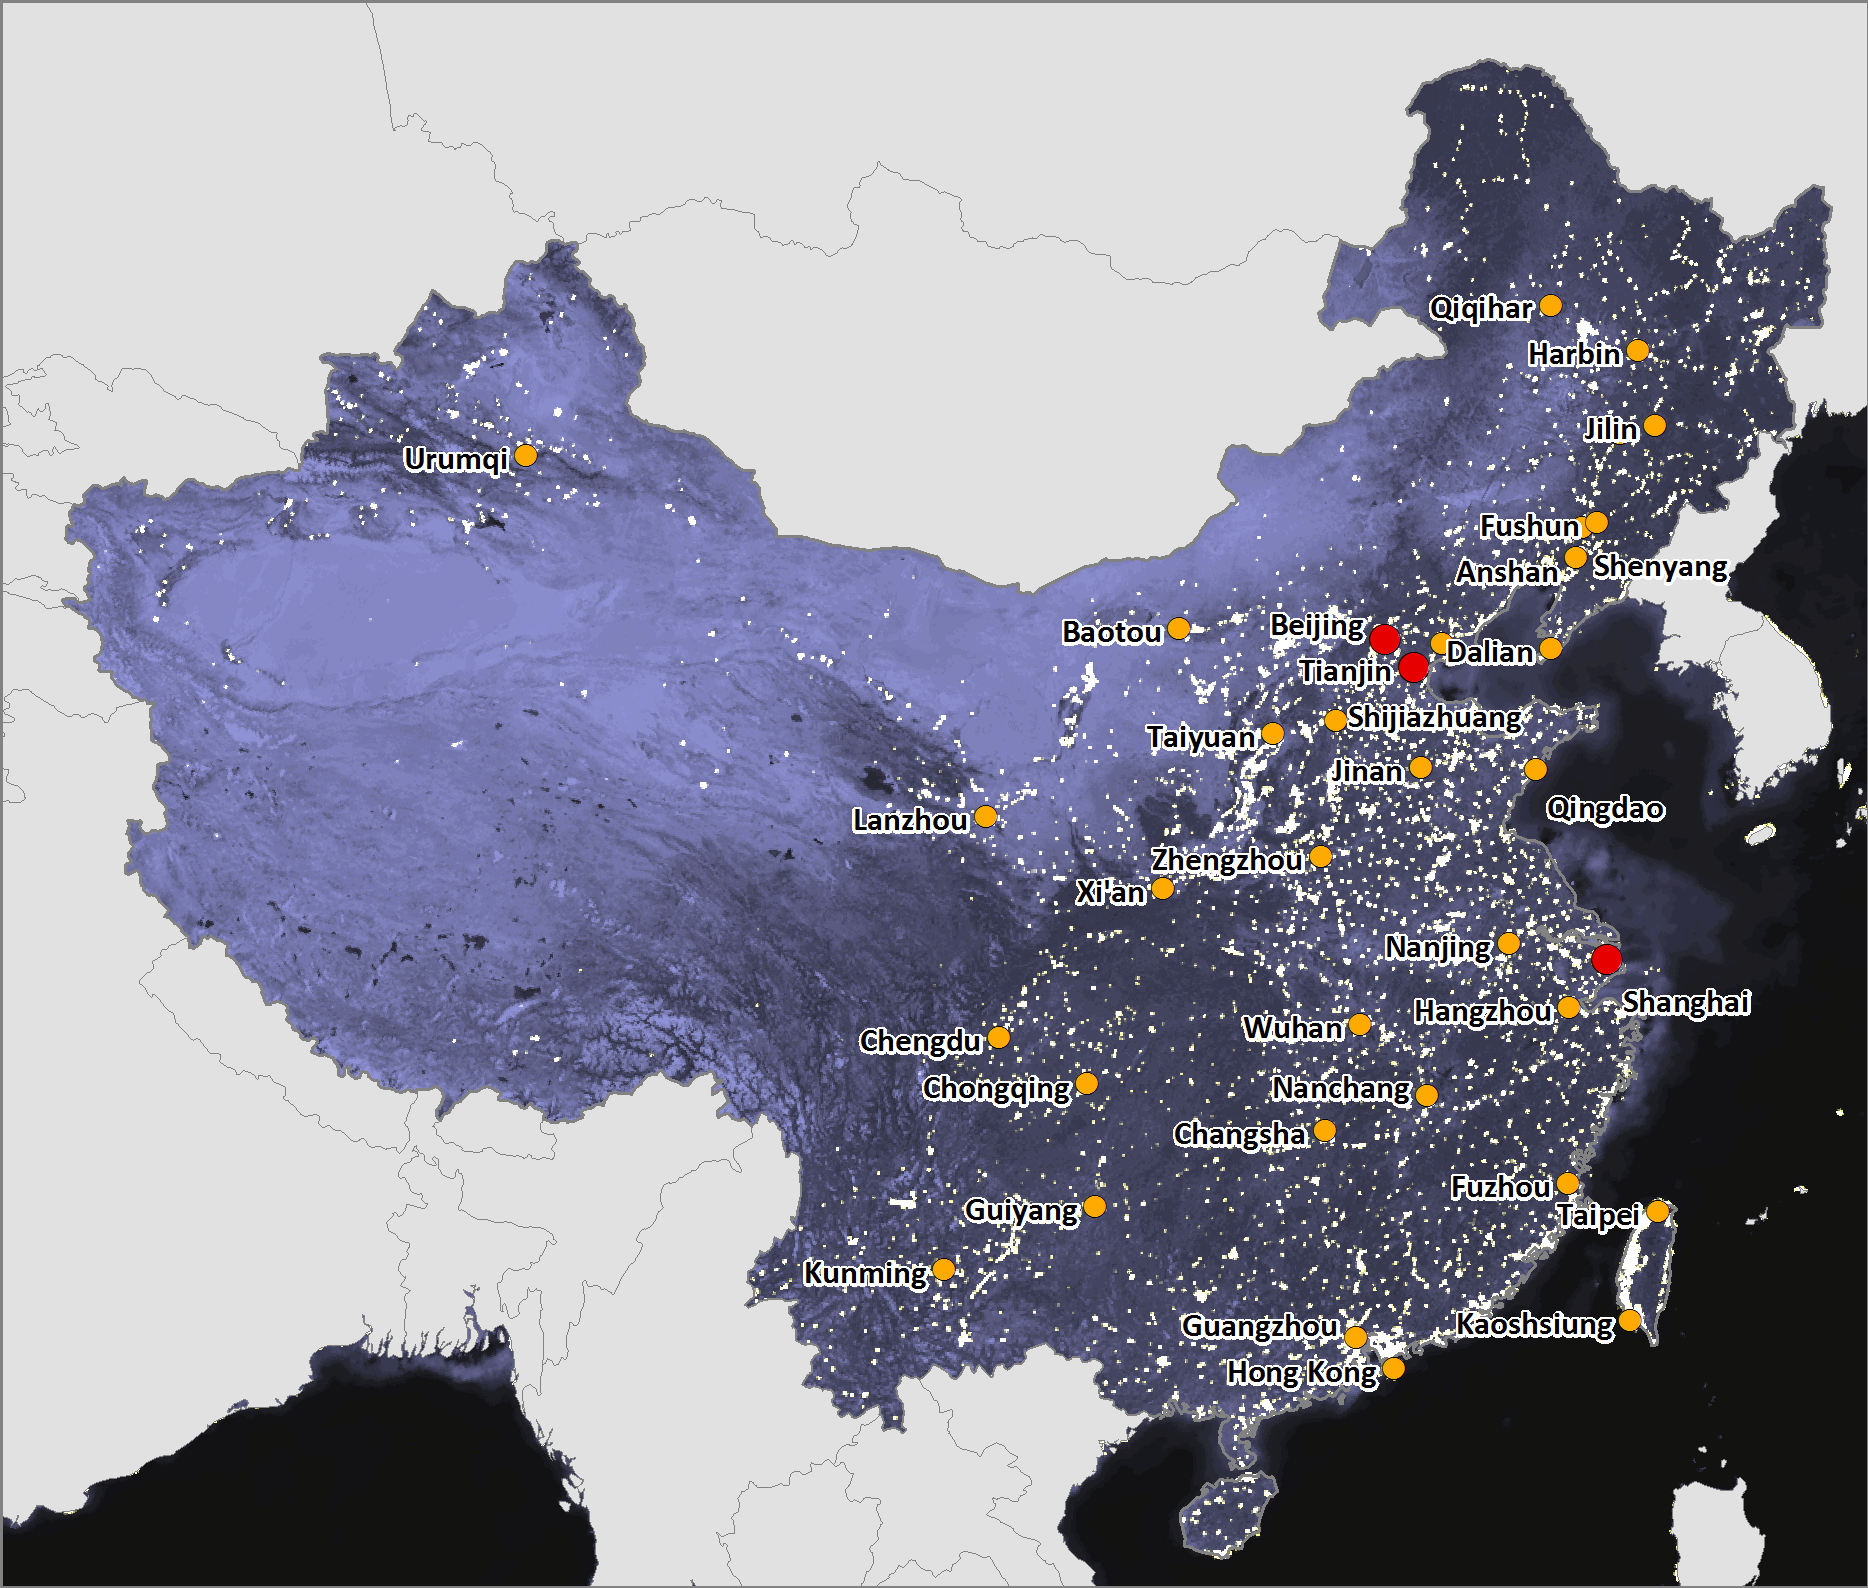 Qiqihar
Harbin
Jilin
Urumqi
Fushun
Shenyang
Anshan
Beijing
Baotou
Dalian
Tianjin
Shijiazhuang
Taiyuan
Jinan
Qingdao
Lanzhou
Zhengzhou
Xi'an
Nanjing
Shanghai
Hangzhou
Wuhan
Chengdu
Chongqing
Nanchang
Changsha
Fuzhou
Guiyang
Taipei
Kunming
Kaoshsiung
Guangzhou
Hong Kong